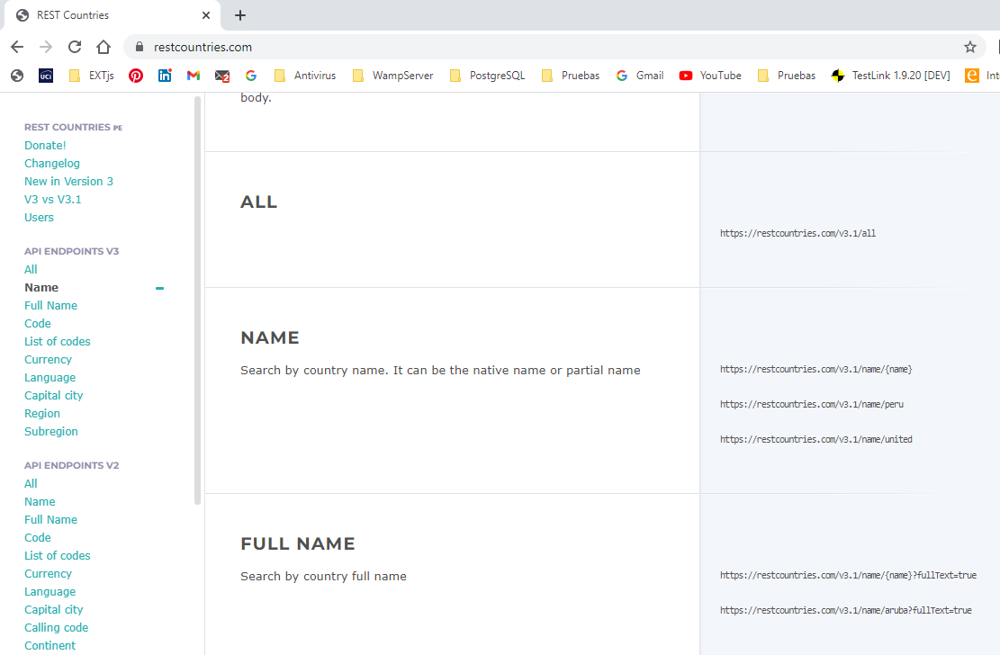 REST Countries
restcountries.com
UCI
EXTjs
2
Antivirus
WampServer
PostgreSQL
Pruebas
Gmail
YouTube
Pruebas
TestLink 1.9.20 [DEV]
Int
REST COUNTRIES PE
Donate!
Changelog
New in Version 3
V3 vs V3.1
Users
API ENDPOINTS V3
All
Name
Full Name
Code
List of codes
Currency
Language
Capital city
Region
Subregion
API ENDPOINTS V2
All
Name
Full Name
Code
List of codes
Currency
Language
Capital city
Calling code
Continent
body.
ALL
https://restcountries.com/v3.1/all
NAME
Search by country name. It can be the native name or partial name
https://restcountries.com/v3.1/name/{name}
https://restcountries.com/v3.1/name/peru
https://restcountries.com/v3.1/name/united
FULL NAME
Search by country full name
https://restcountries.com/v3.1/name/{name}?fullText=true
https://restcountries.com/v3.1/name/aruba?fullText=true